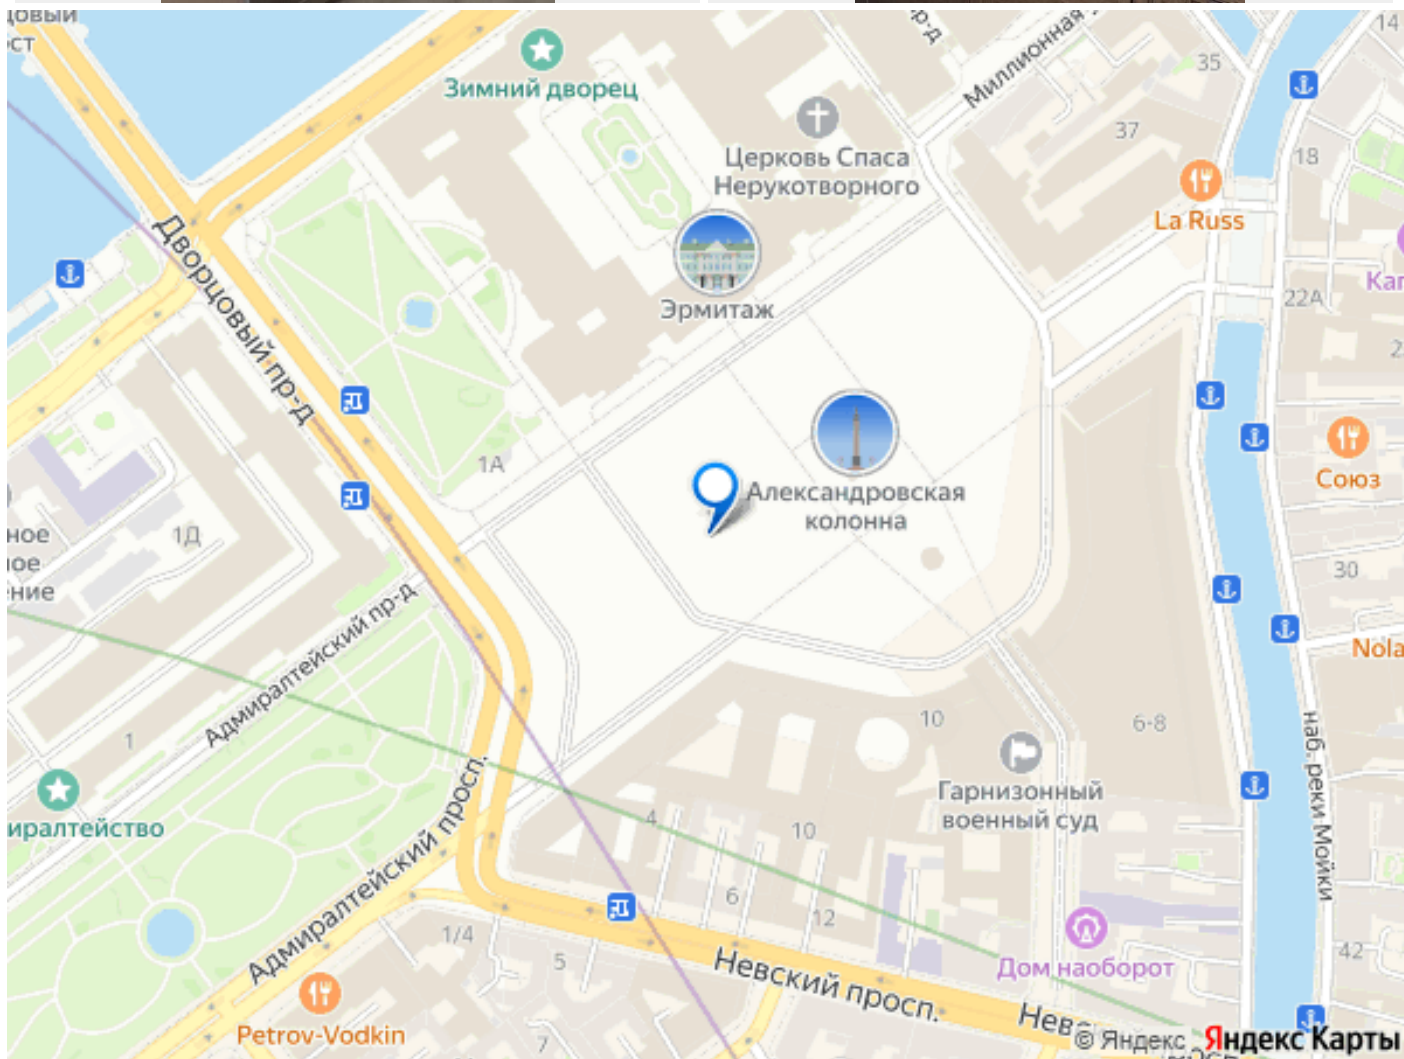 ст
Зимний дворец
пр-д
Миллионная
14
35
37
18
Церковь Спаса
Нерукотворного
La Russ
Дворцовый пр-д
Эрмитаж
22А
1А
Александровская
колонна
Союз
1Д
30
Адмиралтейский пр-д
10
6-8
1
Гарнизонный
военный суд
наб. реки Мойки
4
10
6
12
Адмиралтейский просп.
1/4
5
Невский просп.
Дом наоборот
42
Petrov-Vodkin
7
© Яндекс Яндекс Карты